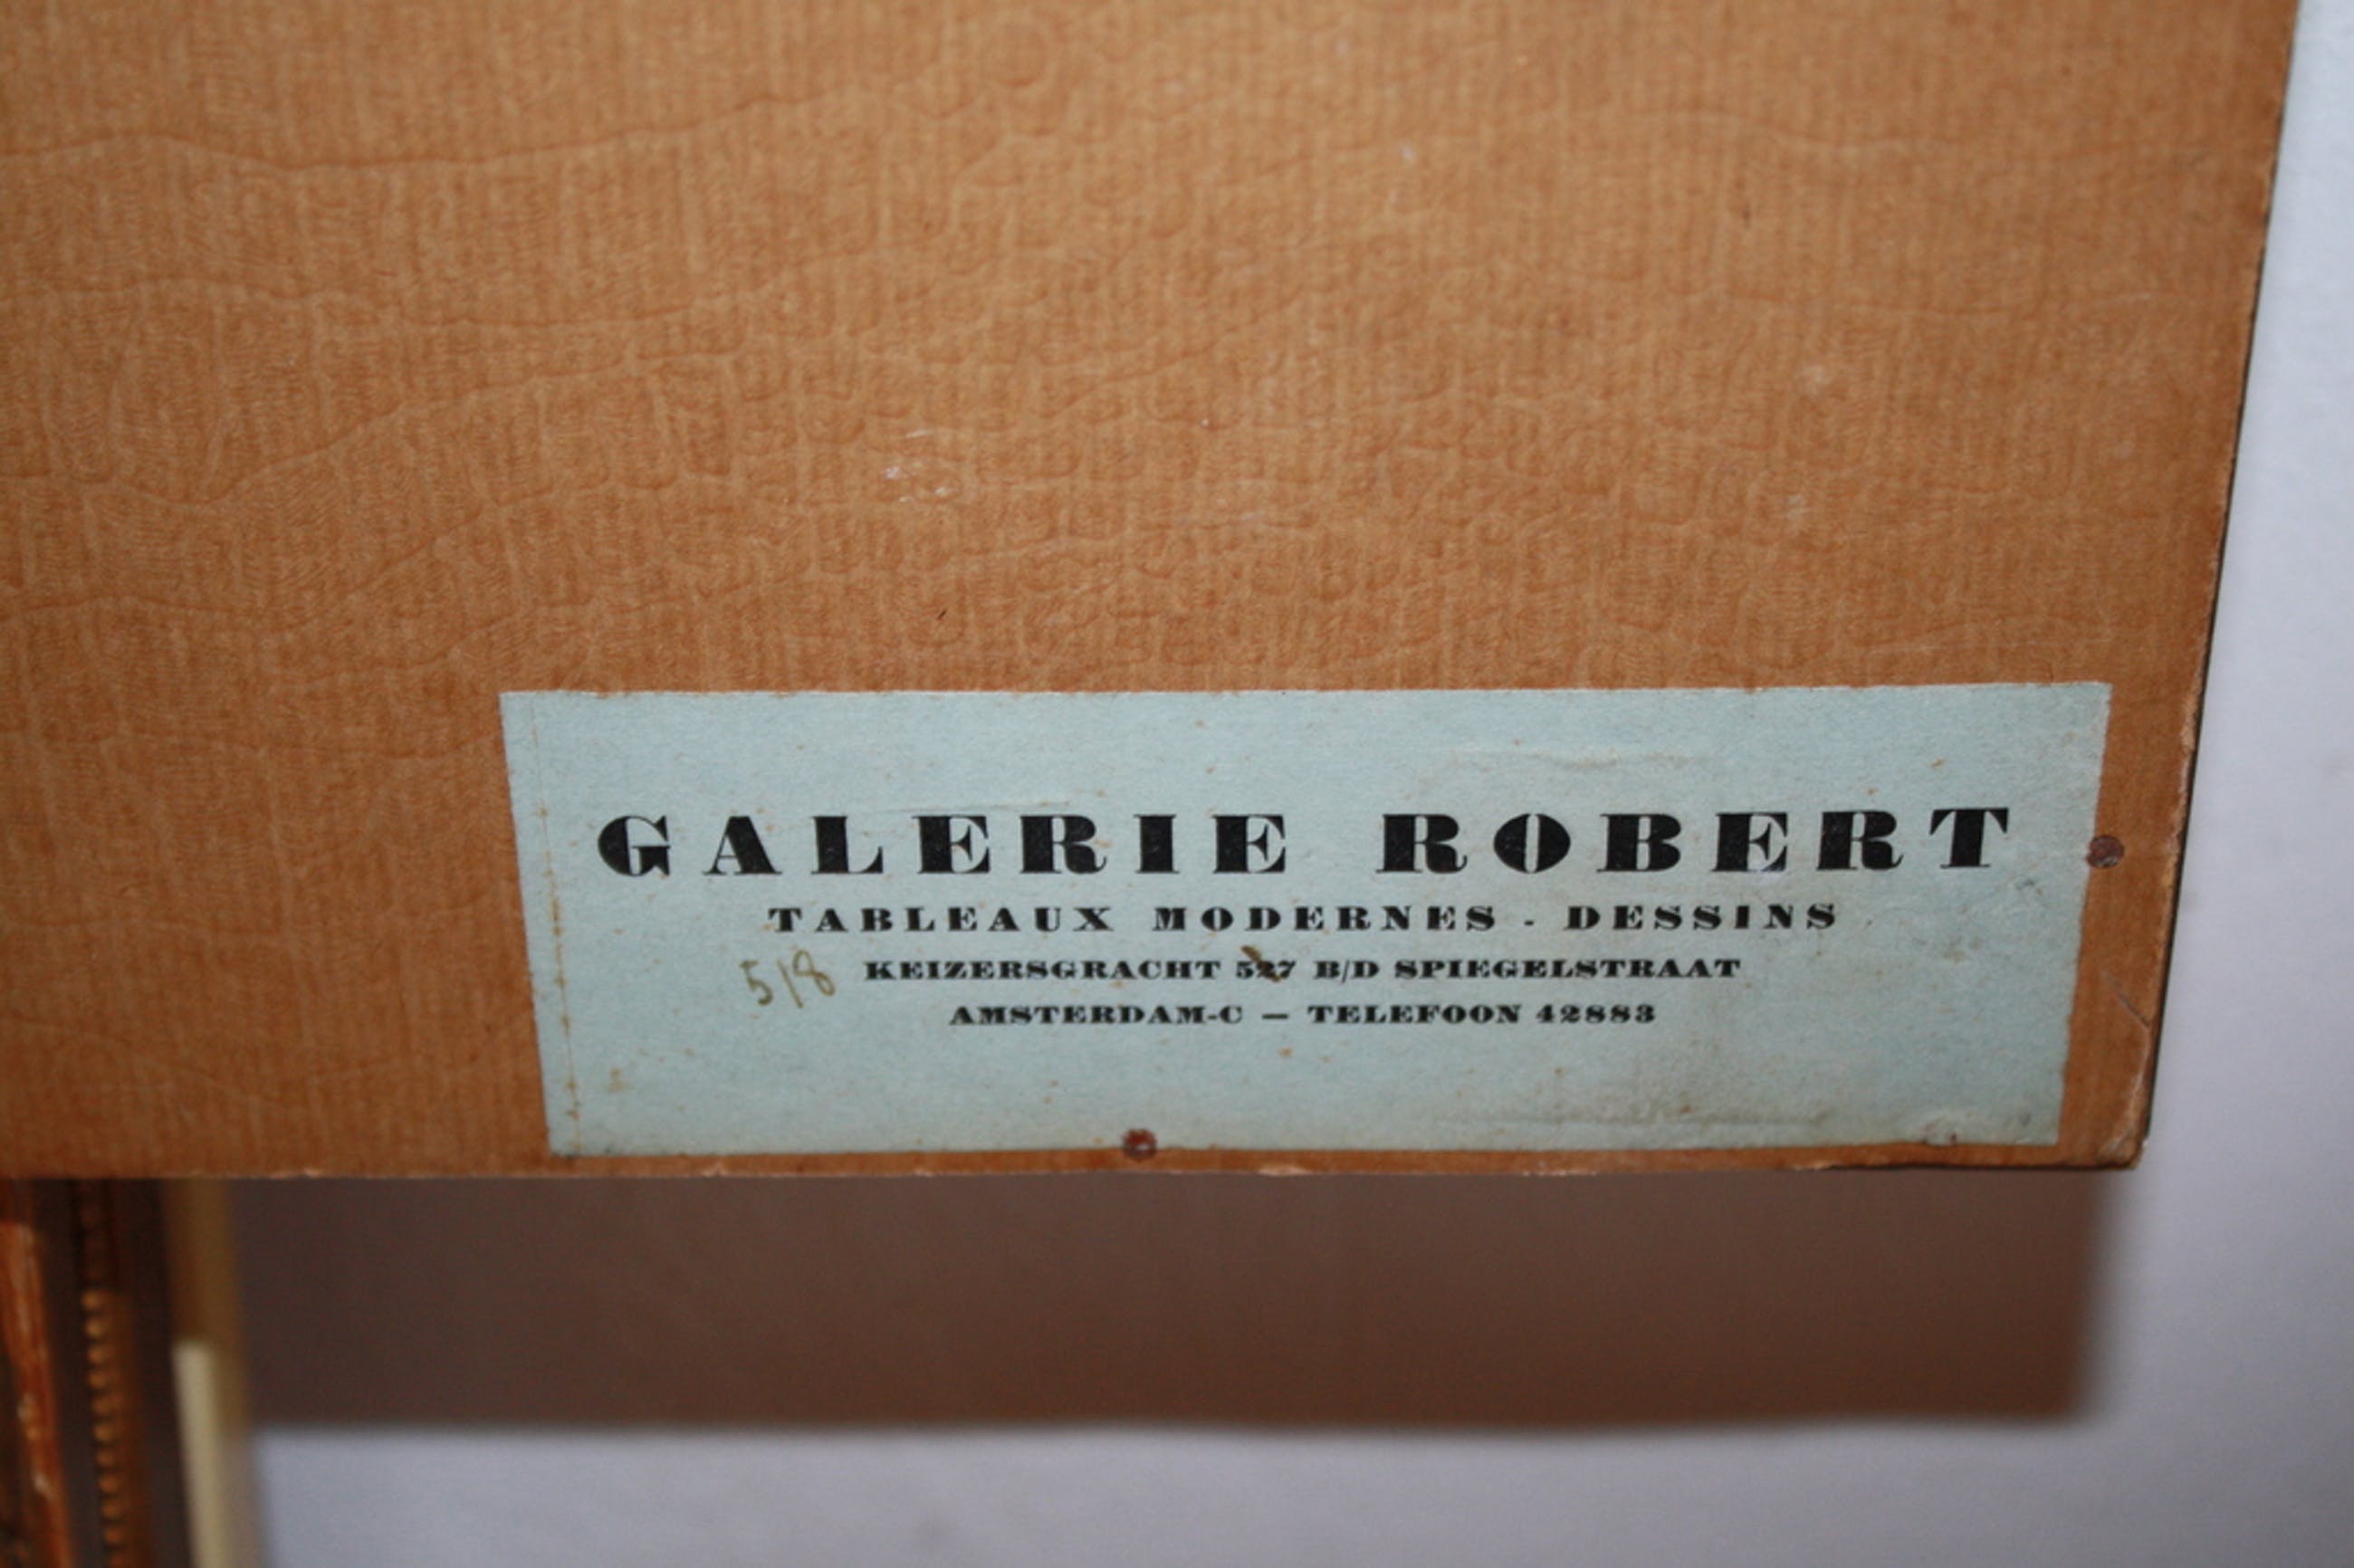 GALERIE ROBERT
TABLEAUX MODERNES - DESSINS
518 KEIZERSGRACHT 527 B/D SPIEGELSTRAAT
AMSTERDAM-C — TELEFOON 42883